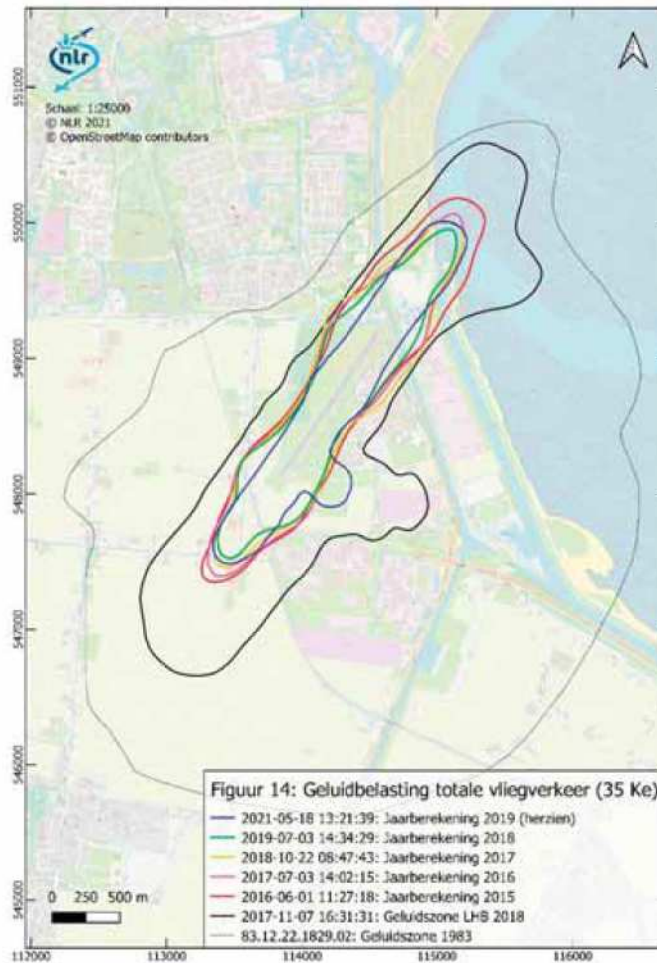 nlr
Schaal: 1:25000
© NLR 2021
© OpenStreetMap contributors
551000
550000
549000
548000
547000
546000
545000
Figuur 14: Geluidbelasting totale vliegverkeer (35 Ke)
2021-05-18 13:21:39: Jaarberekening 2019 (herzien)
2019-07-03 14:34:29: Jaarberekening 2018
2018-10-22 08:47:43: Jaarberekening 2017
2017-07-03 14:02:15: Jaarberekening 2016
2016-06-01 11:27:18: Jaarberekening 2015
2017-11-07 16:31:31: Geluidszone LHB 2018
83.12.22.1829.02: Geluidszone 1983
0 250 500 m
112000 113000 114000 115000 116000